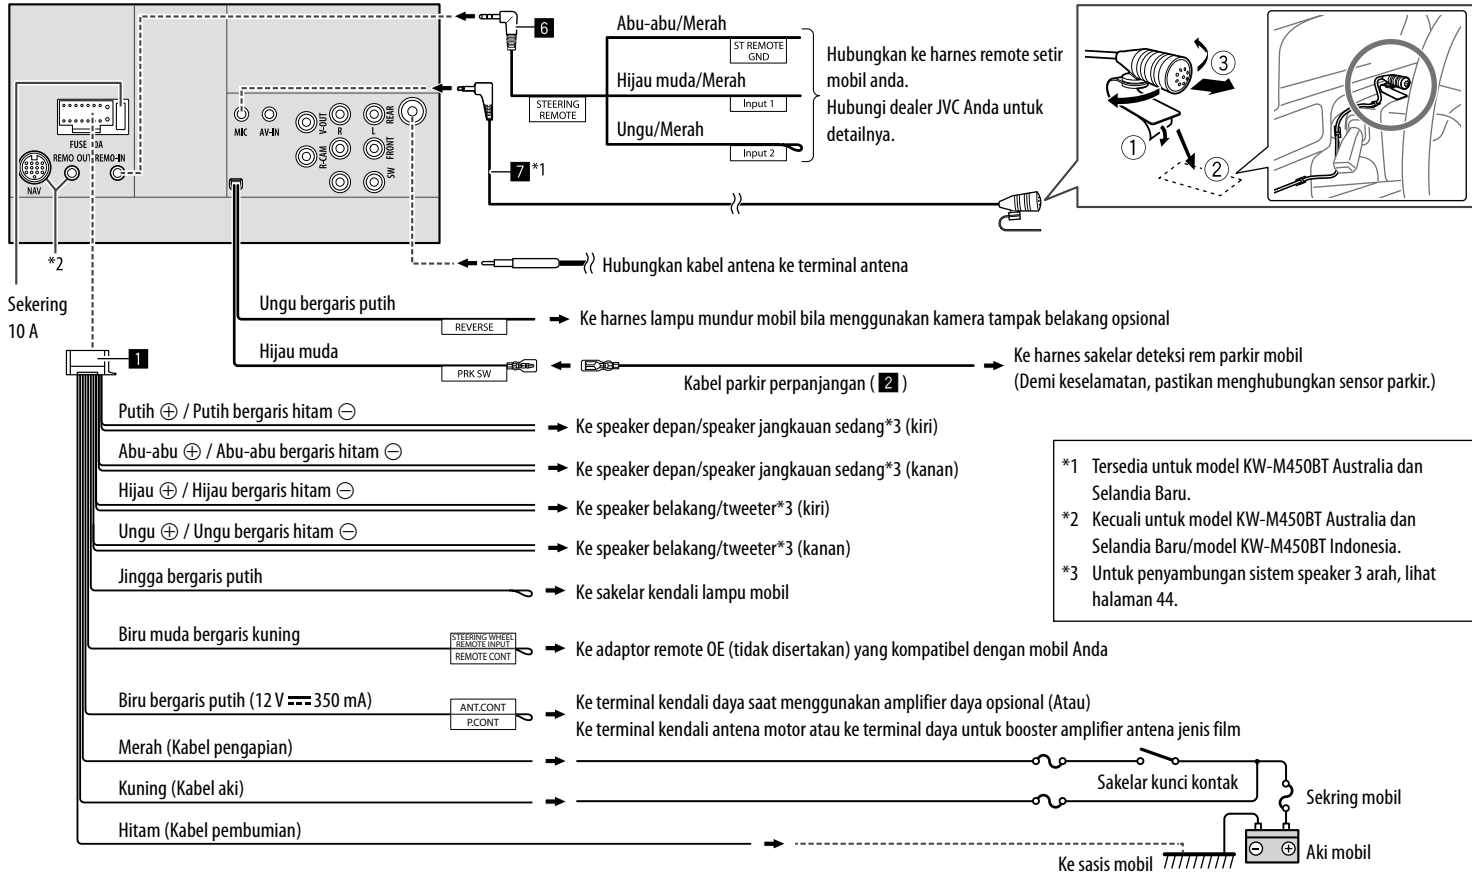 6
Abu-abu/Merah
ST REMOTE
GND
Hijau muda/Merah
STEERING
REMOTE
Input 1
Ungu/Merah
Input 2
Hubungkan ke harnes remote setir
mobil anda.
Hubungi dealer JVC Anda untuk
detailnya.
1
2
3
MIC
AV-IN
V-OUT
R-CAM
R
L
REAR
FRONT
SW
FUSE 0A
REMO OUT
REMO-IN
NAV
7 *1
*2
Sekering
10 A
Hubungkan kabel antena ke terminal antena
Ungu bergaris putih
REVERSE
Ke harnes lampu mundur mobil bila menggunakan kamera tampak belakang opsional
1
Hijau muda
PRK SW
Kabel parkir perpanjangan ( 2 )
Ke harnes sakelar deteksi rem parkir mobil
(Demi keselamatan, pastikan menghubungkan sensor parkir.)
Putih ⊕ / Putih bergaris hitam ⊖
Ke speaker depan/speaker jangkauan sedang*3 (kiri)
Abu-abu ⊕ / Abu-abu bergaris hitam ⊖
Ke speaker depan/speaker jangkauan sedang*3 (kanan)
Hijau ⊕ / Hijau bergaris hitam ⊖
Ke speaker belakang/tweeter*3 (kiri)
Ungu ⊕ / Ungu bergaris hitam ⊖
Ke speaker belakang/tweeter*3 (kanan)
Jingga bergaris putih
Ke sakelar kendali lampu mobil
Biru muda bergaris kuning
STEERING WHEEL
REMOTE INPUT
REMOTE CONT
Ke adaptor remote OE (tidak disertakan) yang kompatibel dengan mobil Anda
Biru bergaris putih (12 V ⎓ 350 mA)
ANT.CONT
P.CONT
Ke terminal kendali daya saat menggunakan amplifier daya opsional (Atau)
Ke terminal kendali antena motor atau ke terminal daya untuk booster amplifier antena jenis film
Merah (Kabel pengapian)
Sakelar kunci kontak
Kuning (Kabel aki)
Sekring mobil
Hitam (Kabel pembumian)
Ke sasis mobil
Aki mobil
*1 Tersedia untuk model KW-M450BT Australia dan
Selandia Baru.
*2 Kecuali untuk model KW-M450BT Australia dan
Selandia Baru/model KW-M450BT Indonesia.
*3 Untuk penyambungan sistem speaker 3 arah, lihat
halaman 44.